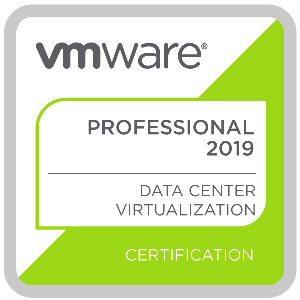 vmware®
PROFESSIONAL
2019
DATA CENTER
VIRTUALIZATION
CERTIFICATION